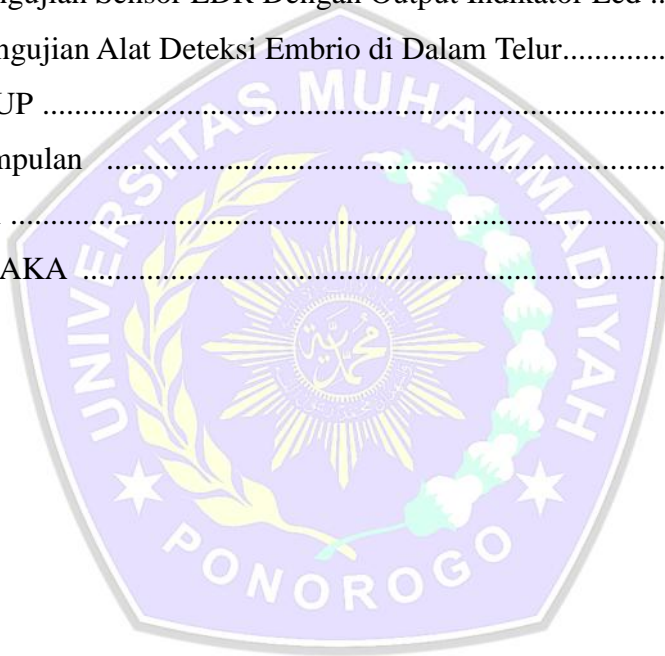 ngujian Sensor LDR Dengan Output Indikator Led ..
ngujian Alat Deteksi Embrio di Dalam Telur.............
UP ................................................................................
mpulan ......................................................................
.....................................................................................
AKA ..........................................................................
UNIVERSITAS MUHAMMADIYAH
PONOROGO